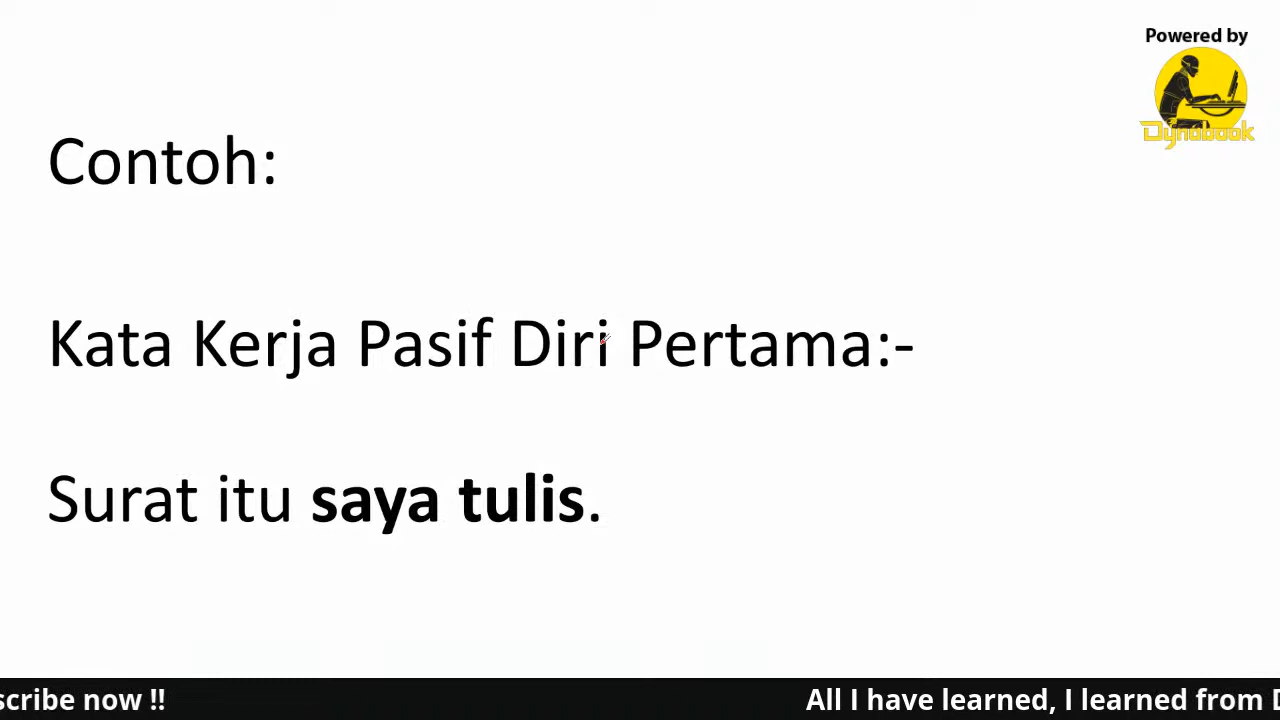 Powered by
Dynobook
Contoh:
Kata Kerja Pasif Diri Pertama:-
Surat itu saya tulis.
scribe now !! All I have learned, I learned from D